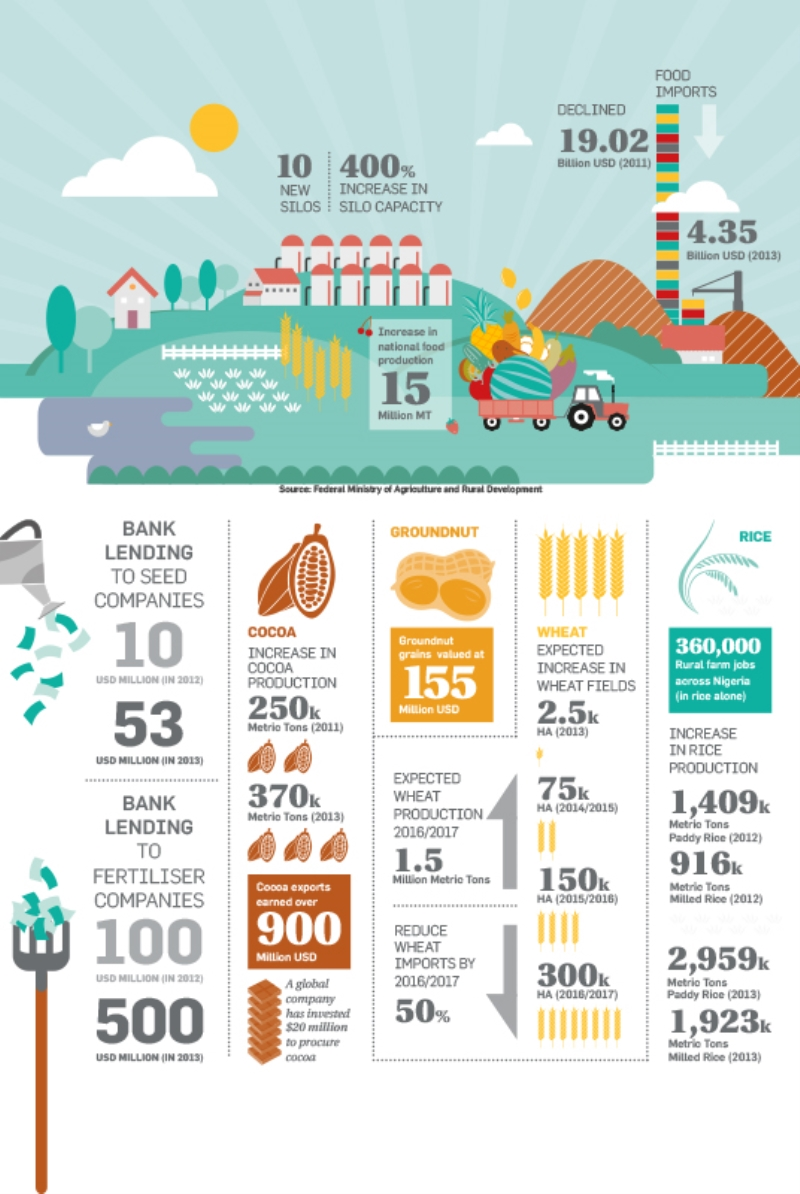 FOOD
IMPORTS
DECLINED
19.02
Billion USD (2011)
10
NEW
SILOS
400%
INCREASE IN
SILO CAPACITY
4.35
Billion USD (2013)
Increase in
national food
production
15
Million MT
Source: Federal Ministry of Agriculture and Rural Development
BANK
LENDING
TO SEED
COMPANIES
10
USD MILLION (IN 2012)
53
USD MILLION (IN 2013)
BANK
LENDING
TO
FERTILISER
COMPANIES
100
USD MILLION (IN 2012)
500
USD MILLION (IN 2013)
COCOA
INCREASE IN
COCOA
PRODUCTION
250k
Metric Tons (2011)
370k
Metric Tons (2013)
Cocoa exports
earned over
900
Million USD
A global
company
has invested
$20 million
to procure
cocoa
GROUNDNUT
Groundnut
grains valued at
155
Million USD
EXPECTED
WHEAT
PRODUCTION
2016/2017
1.5
Million Metric Tons
REDUCE
WHEAT
IMPORTS BY
2016/2017
50%
WHEAT
EXPECTED
INCREASE IN
WHEAT FIELDS
2.5k
HA (2013)
75k
HA (2014/2015)
150k
HA (2015/2016)
300k
HA (2016/2017)
RICE
360,000
Rural farm jobs
across Nigeria
(in rice alone)
INCREASE
IN RICE
PRODUCTION
1,409k
Metric Tons
Paddy Rice (2012)
916k
Metric Tons
Milled Rice (2012)
2,959k
Metric Tons
Paddy Rice (2013)
1,923k
Metric Tons
Milled Rice (2013)